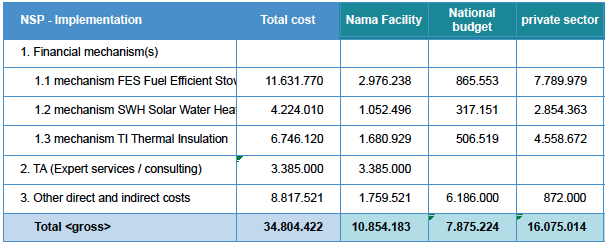 NSP - Implementation Total cost Nama Facility National budget private sector
1. Financial mechanism(s)
1.1 mechanism FES Fuel Efficient Stov 11.631.770 2.976.238 865.553 7.789.979
1.2 mechanism SWH Solar Water Hea 4.224.010 1.052.496 317.151 2.854.363
1.3 mechanism TI Thermal Insulation 6.746.120 1.680.929 506.519 4.558.672
2. TA (Expert services / consulting) 3.385.000 3.385.000
3. Other direct and indirect costs 8.817.521 1.759.521 6.186.000 872.000
Total <gross> 34.804.422 10.854.183 7.875.224 16.075.014